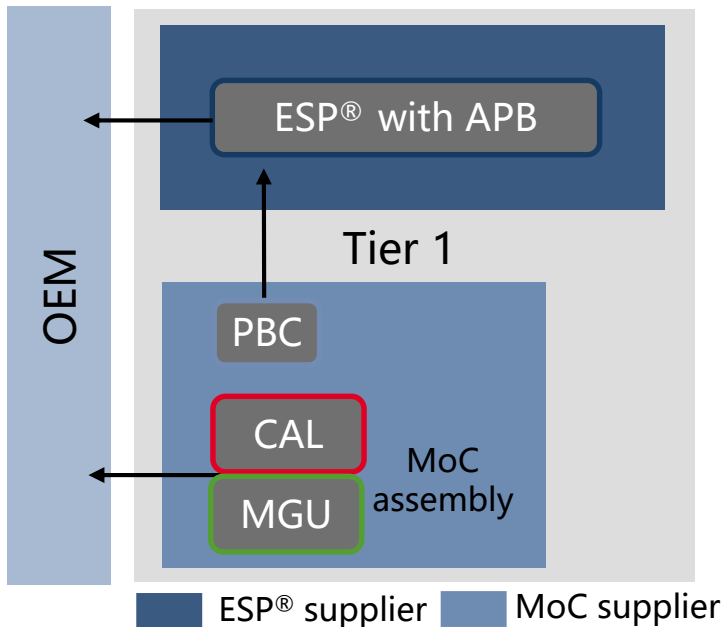 OEM
ESP® with APB
Tier 1
PBC
CAL
MGU
MoC
assembly
ESP® supplier
MoC supplier